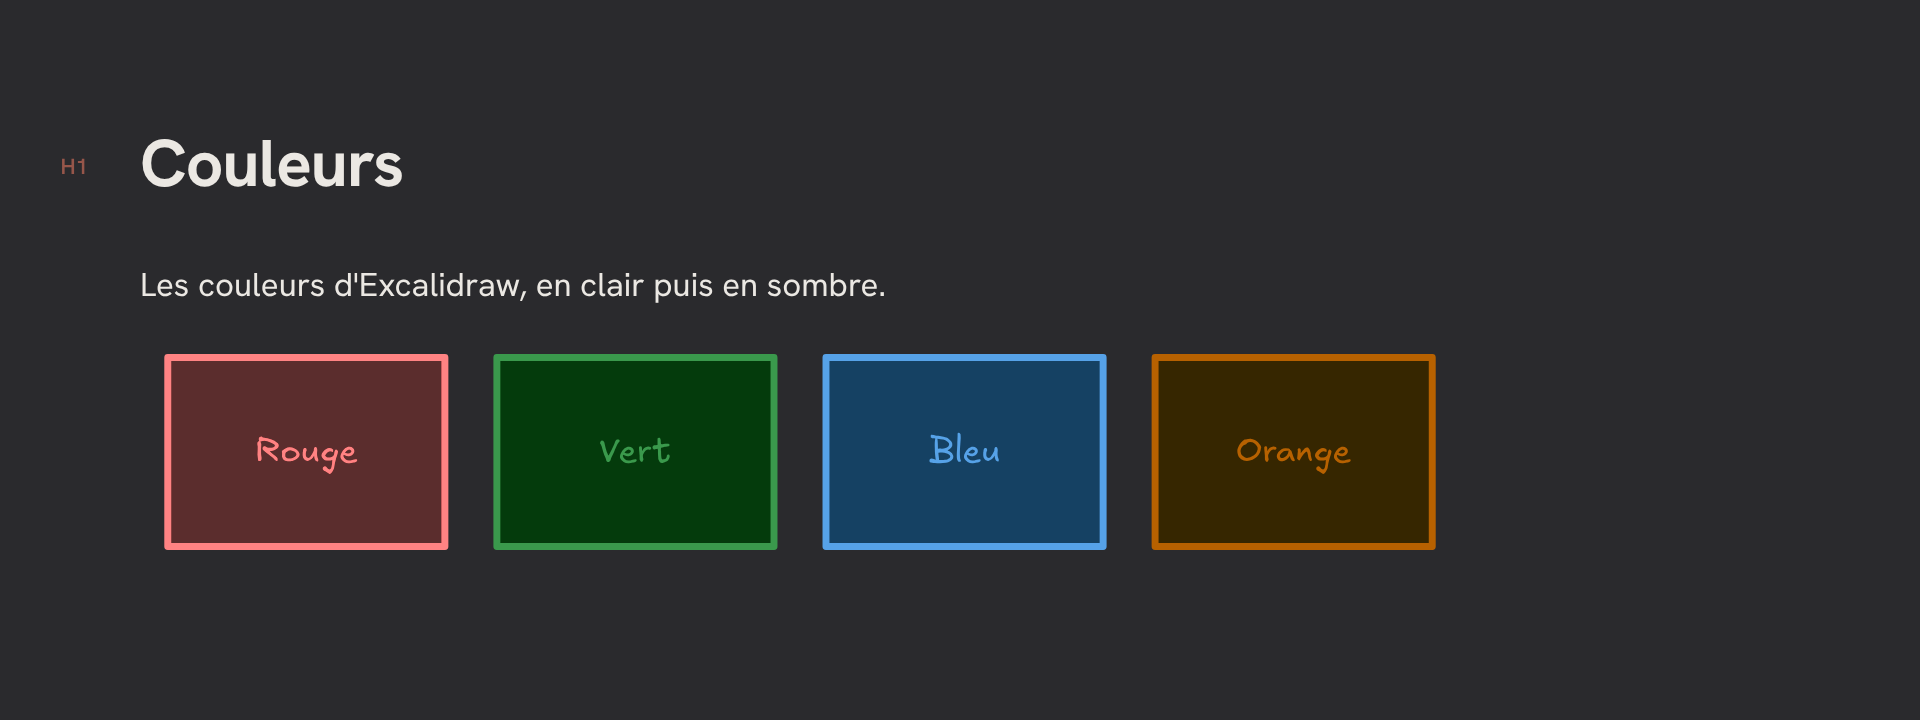 H1 Couleurs
Les couleurs d'Excalidraw, en clair puis en sombre.
Rouge Vert Bleu Orange